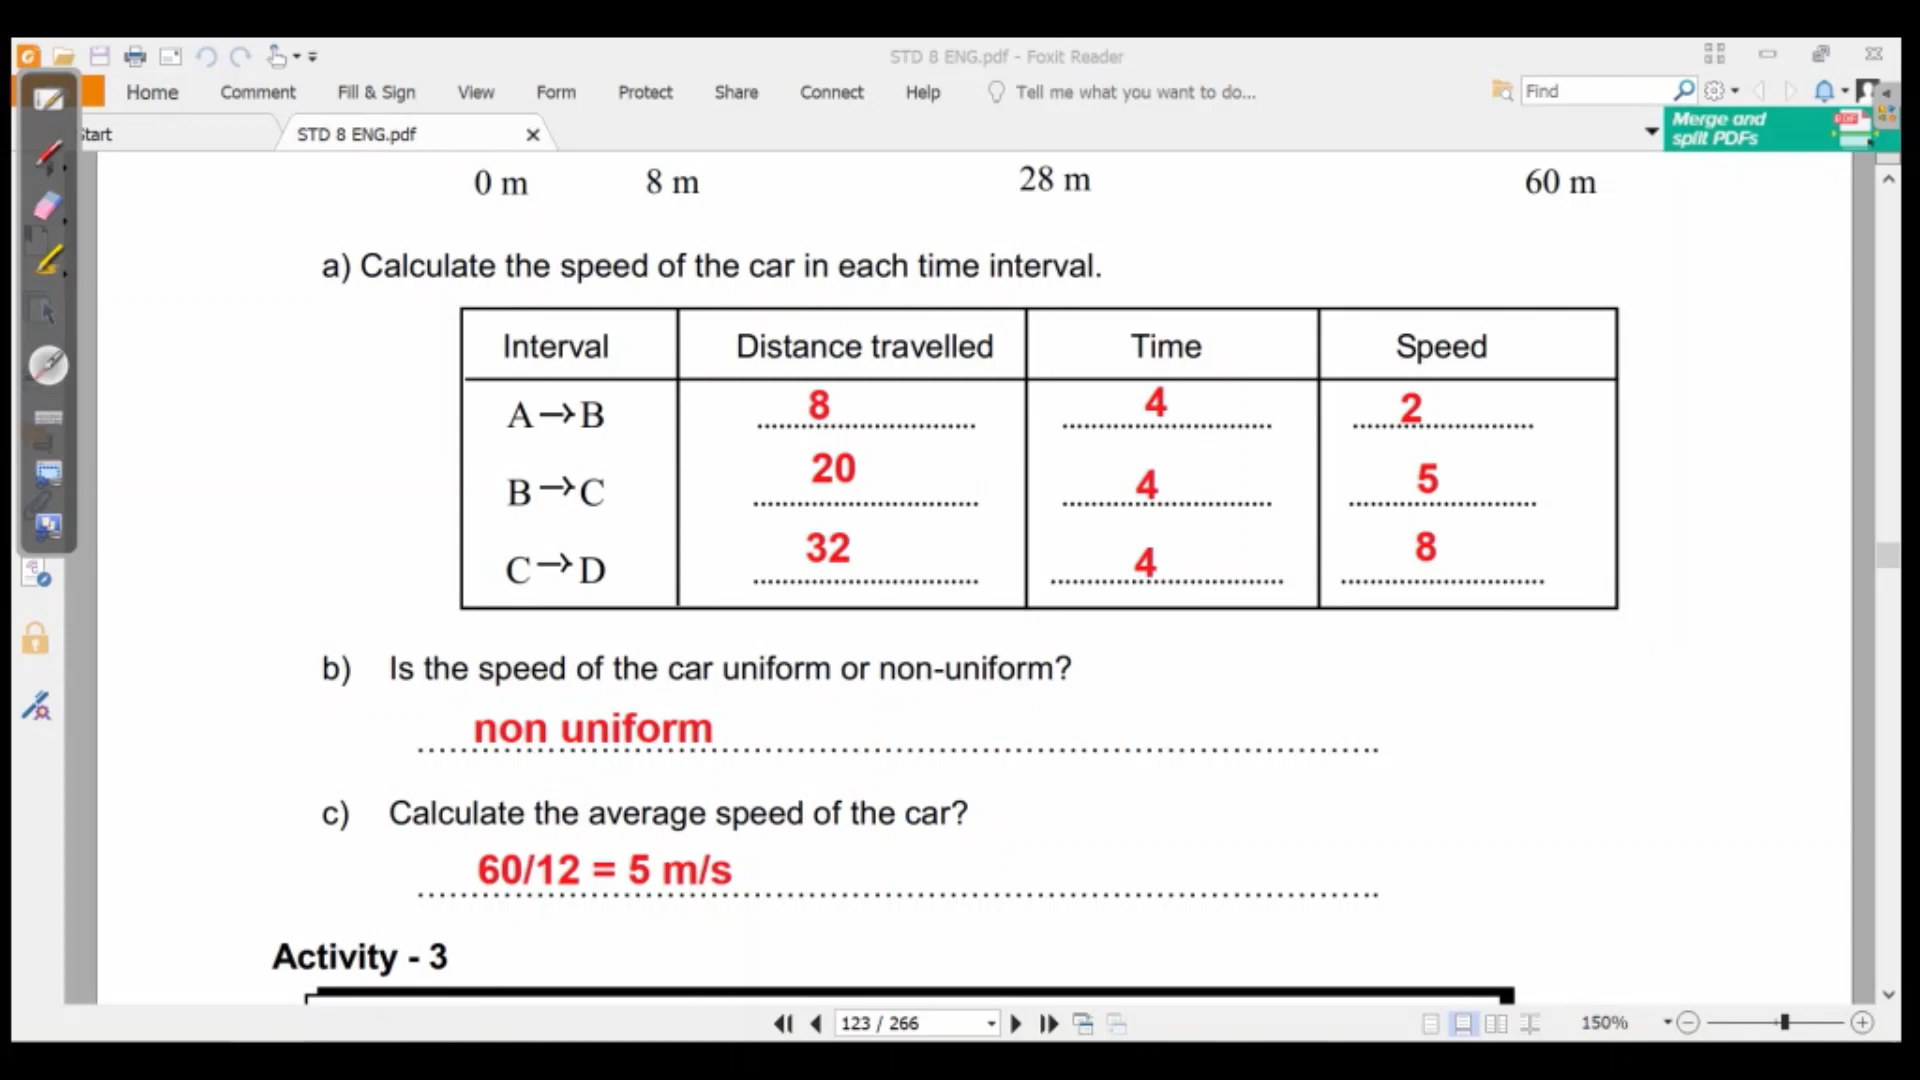 STD 8 ENG.pdf - Foxit Reader
Home Comment Fill & Sign View Form Protect Share Connect Help Tell me what you want to do... Find
tart STD 8 ENG.pdf Merge and split PDFs PDF
0 m 8 m 28 m 60 m
a) Calculate the speed of the car in each time interval.
Interval Distance travelled Time Speed
A→B 8 4 2
B→C 20 4 5
C→D 32 4 8
b) Is the speed of the car uniform or non-uniform?
non uniform
c) Calculate the average speed of the car?
60/12 = 5 m/s
Activity - 3
123 / 266 150%